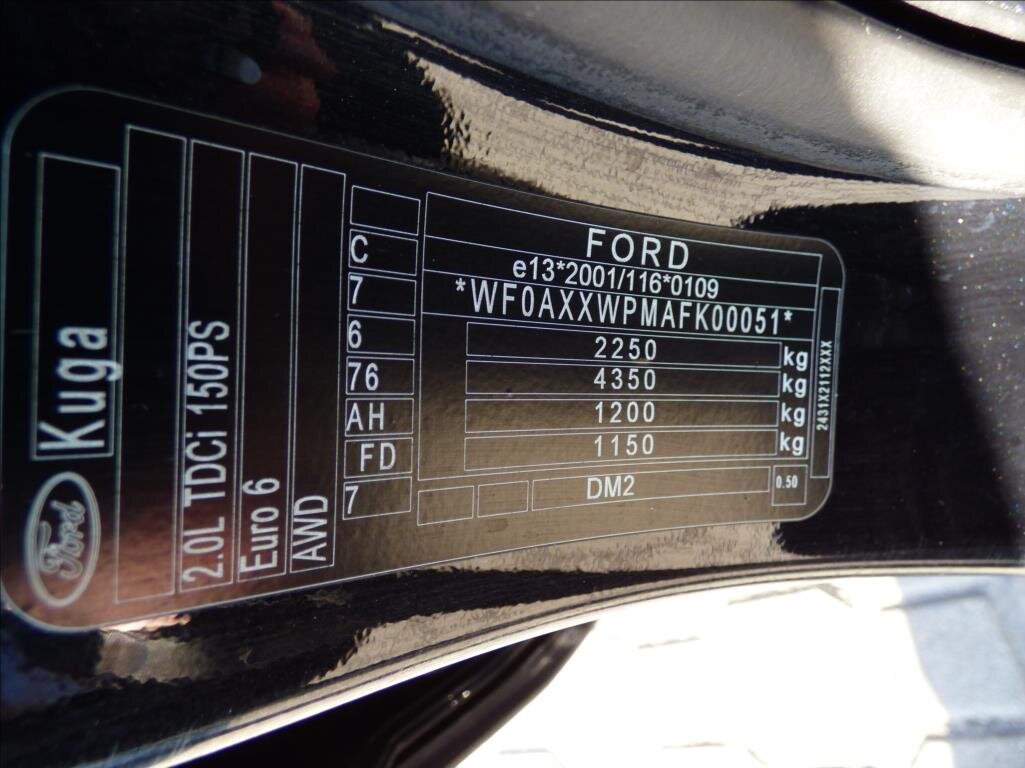 FORD
e13*2001/116*0109
*WF0AXXWPMAFK00051*
2250 kg
4350 kg
1200 kg
1150 kg
DM2 0.50
2431X2112XXX
C
7
6
76
AH
FD
7
Ford
Kuga
2.0L TDCi 150PS
Euro 6
AWD